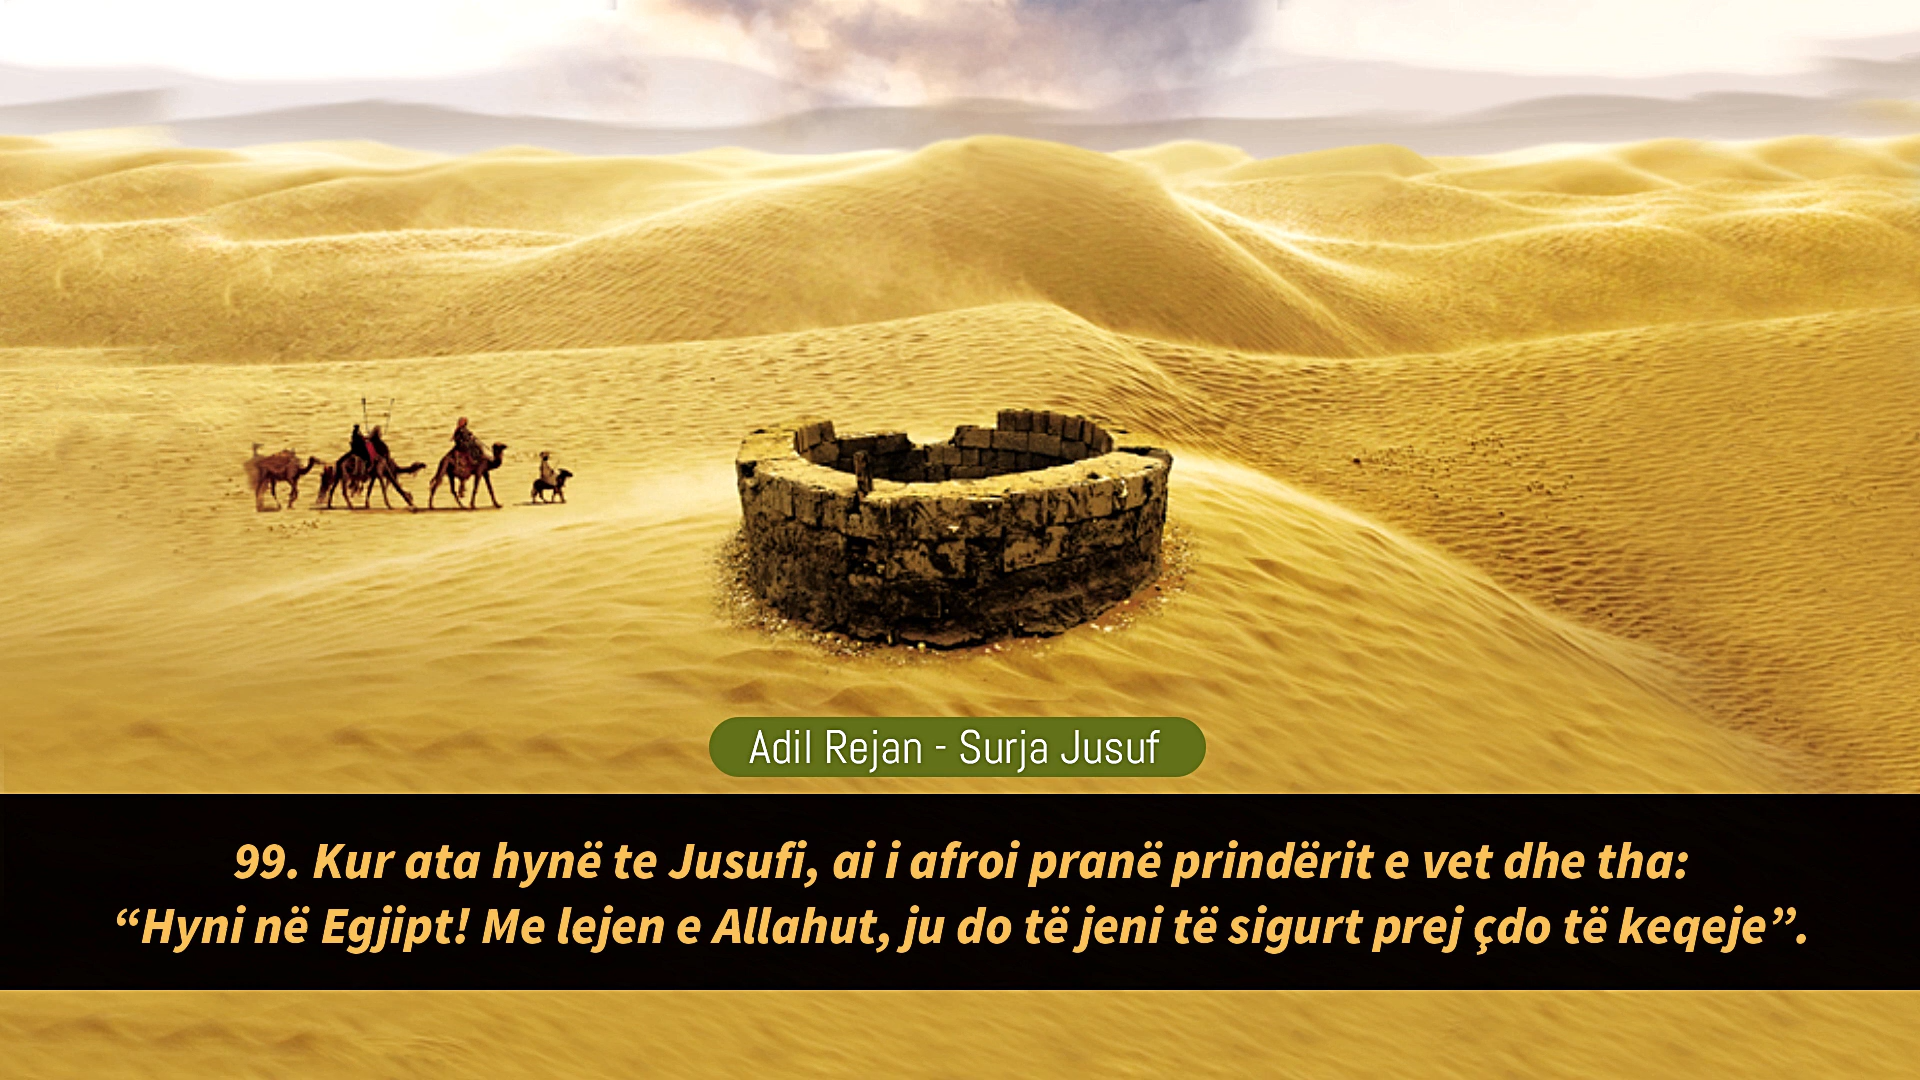 Adil Rejan - Surja Jusuf
99. Kur ata hynë te Jusufi, ai i afroi pranë prindërit e vet dhe tha:
“Hyni në Egjipt! Me lejen e Allahut, ju do të jeni të sigurt prej çdo të keqeje”.